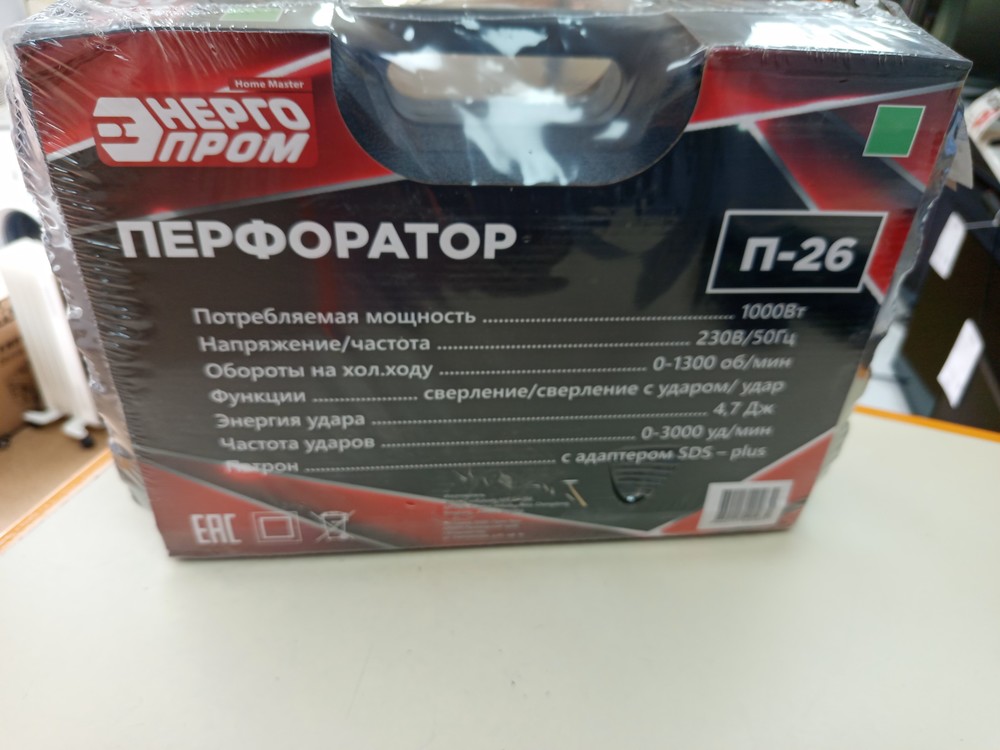 Home Master
ЭНЕРГО
ПРОМ
ПЕРФОРАТОР
П-26
Потребляемая мощность ........ 1000Вт
Напряжение/частота ........ 230В/50Гц
Обороты на хол.ходу ........ 0-1300 об/мин
Функции ........ сверление/сверление с ударом/ удар
Энергия удара ........ 4,7 Дж
Частота ударов ........ 0-3000 уд/мин
Патрон ........ с адаптером SDS – plus
EAC